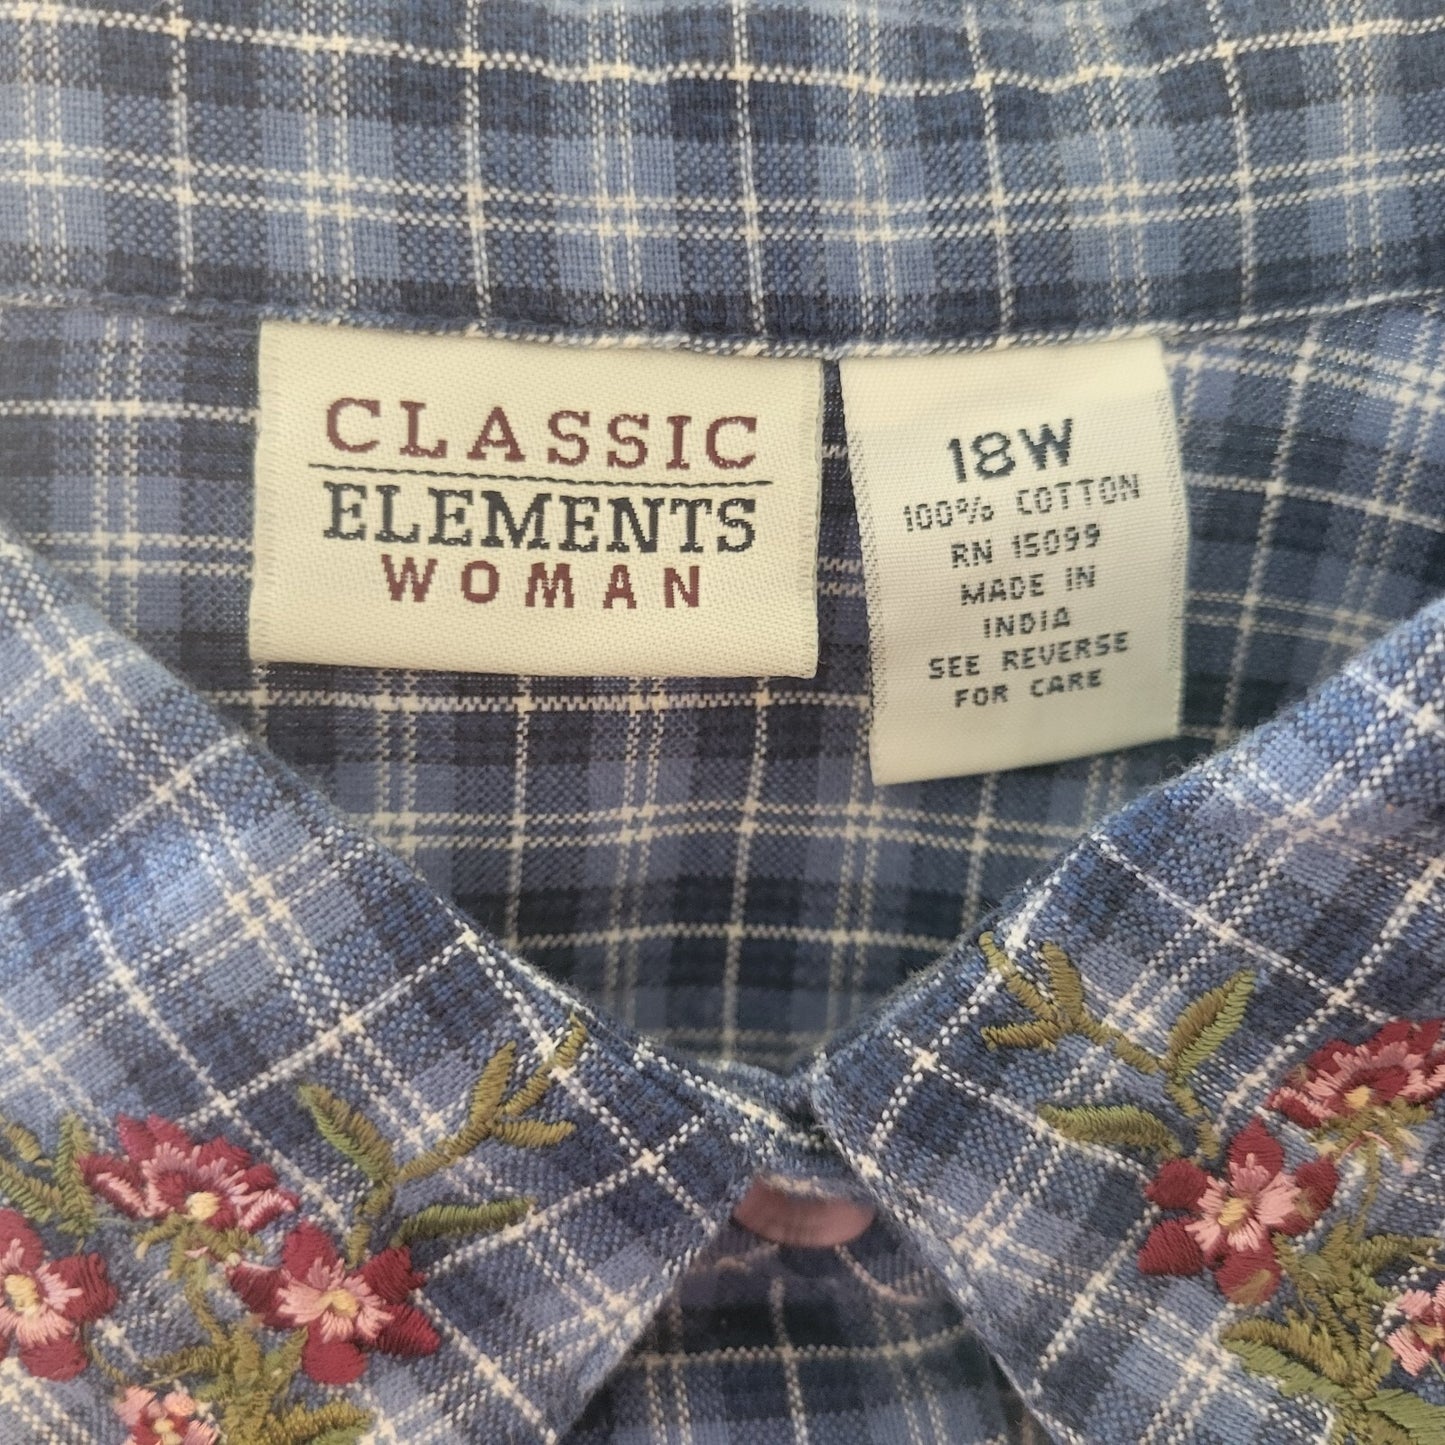 CLASSIC
ELEMENTS
WOMAN
18W
100% COTTON
RN 15099
MADE IN
INDIA
SEE REVERSE
FOR CARE